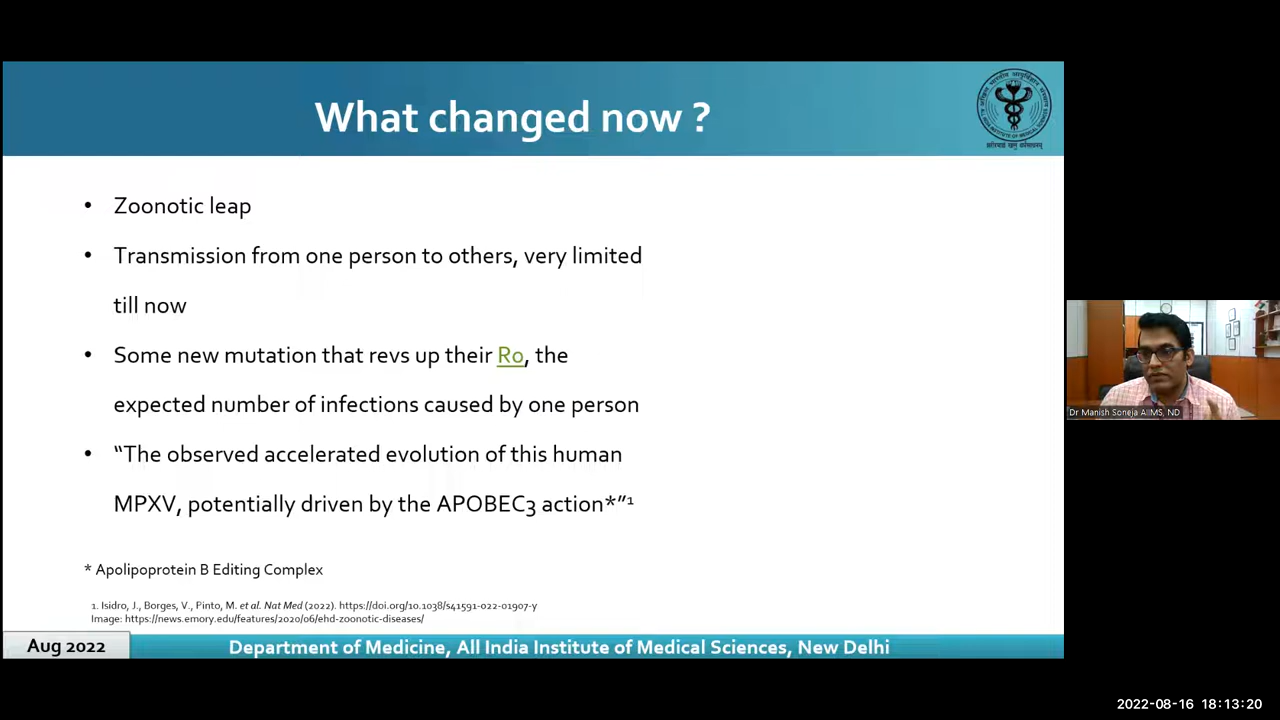 What changed now ?
• Zoonotic leap
• Transmission from one person to others, very limited
till now
• Some new mutation that revs up their Ro, the
expected number of infections caused by one person
• “The observed accelerated evolution of this human
MPXV, potentially driven by the APOBEC3 action*”¹
* Apolipoprotein B Editing Complex
1. Isidro, J., Borges, V., Pinto, M. et al. Nat Med (2022). https://doi.org/10.1038/s41591-022-01907-y
Image: https://news.emory.edu/features/2020/06/ehd-zoonotic-diseases/
Aug 2022
Department of Medicine, All India Institute of Medical Sciences, New Delhi
Dr Manish Soneja AIIMS, ND
2022-08-16 18:13:20